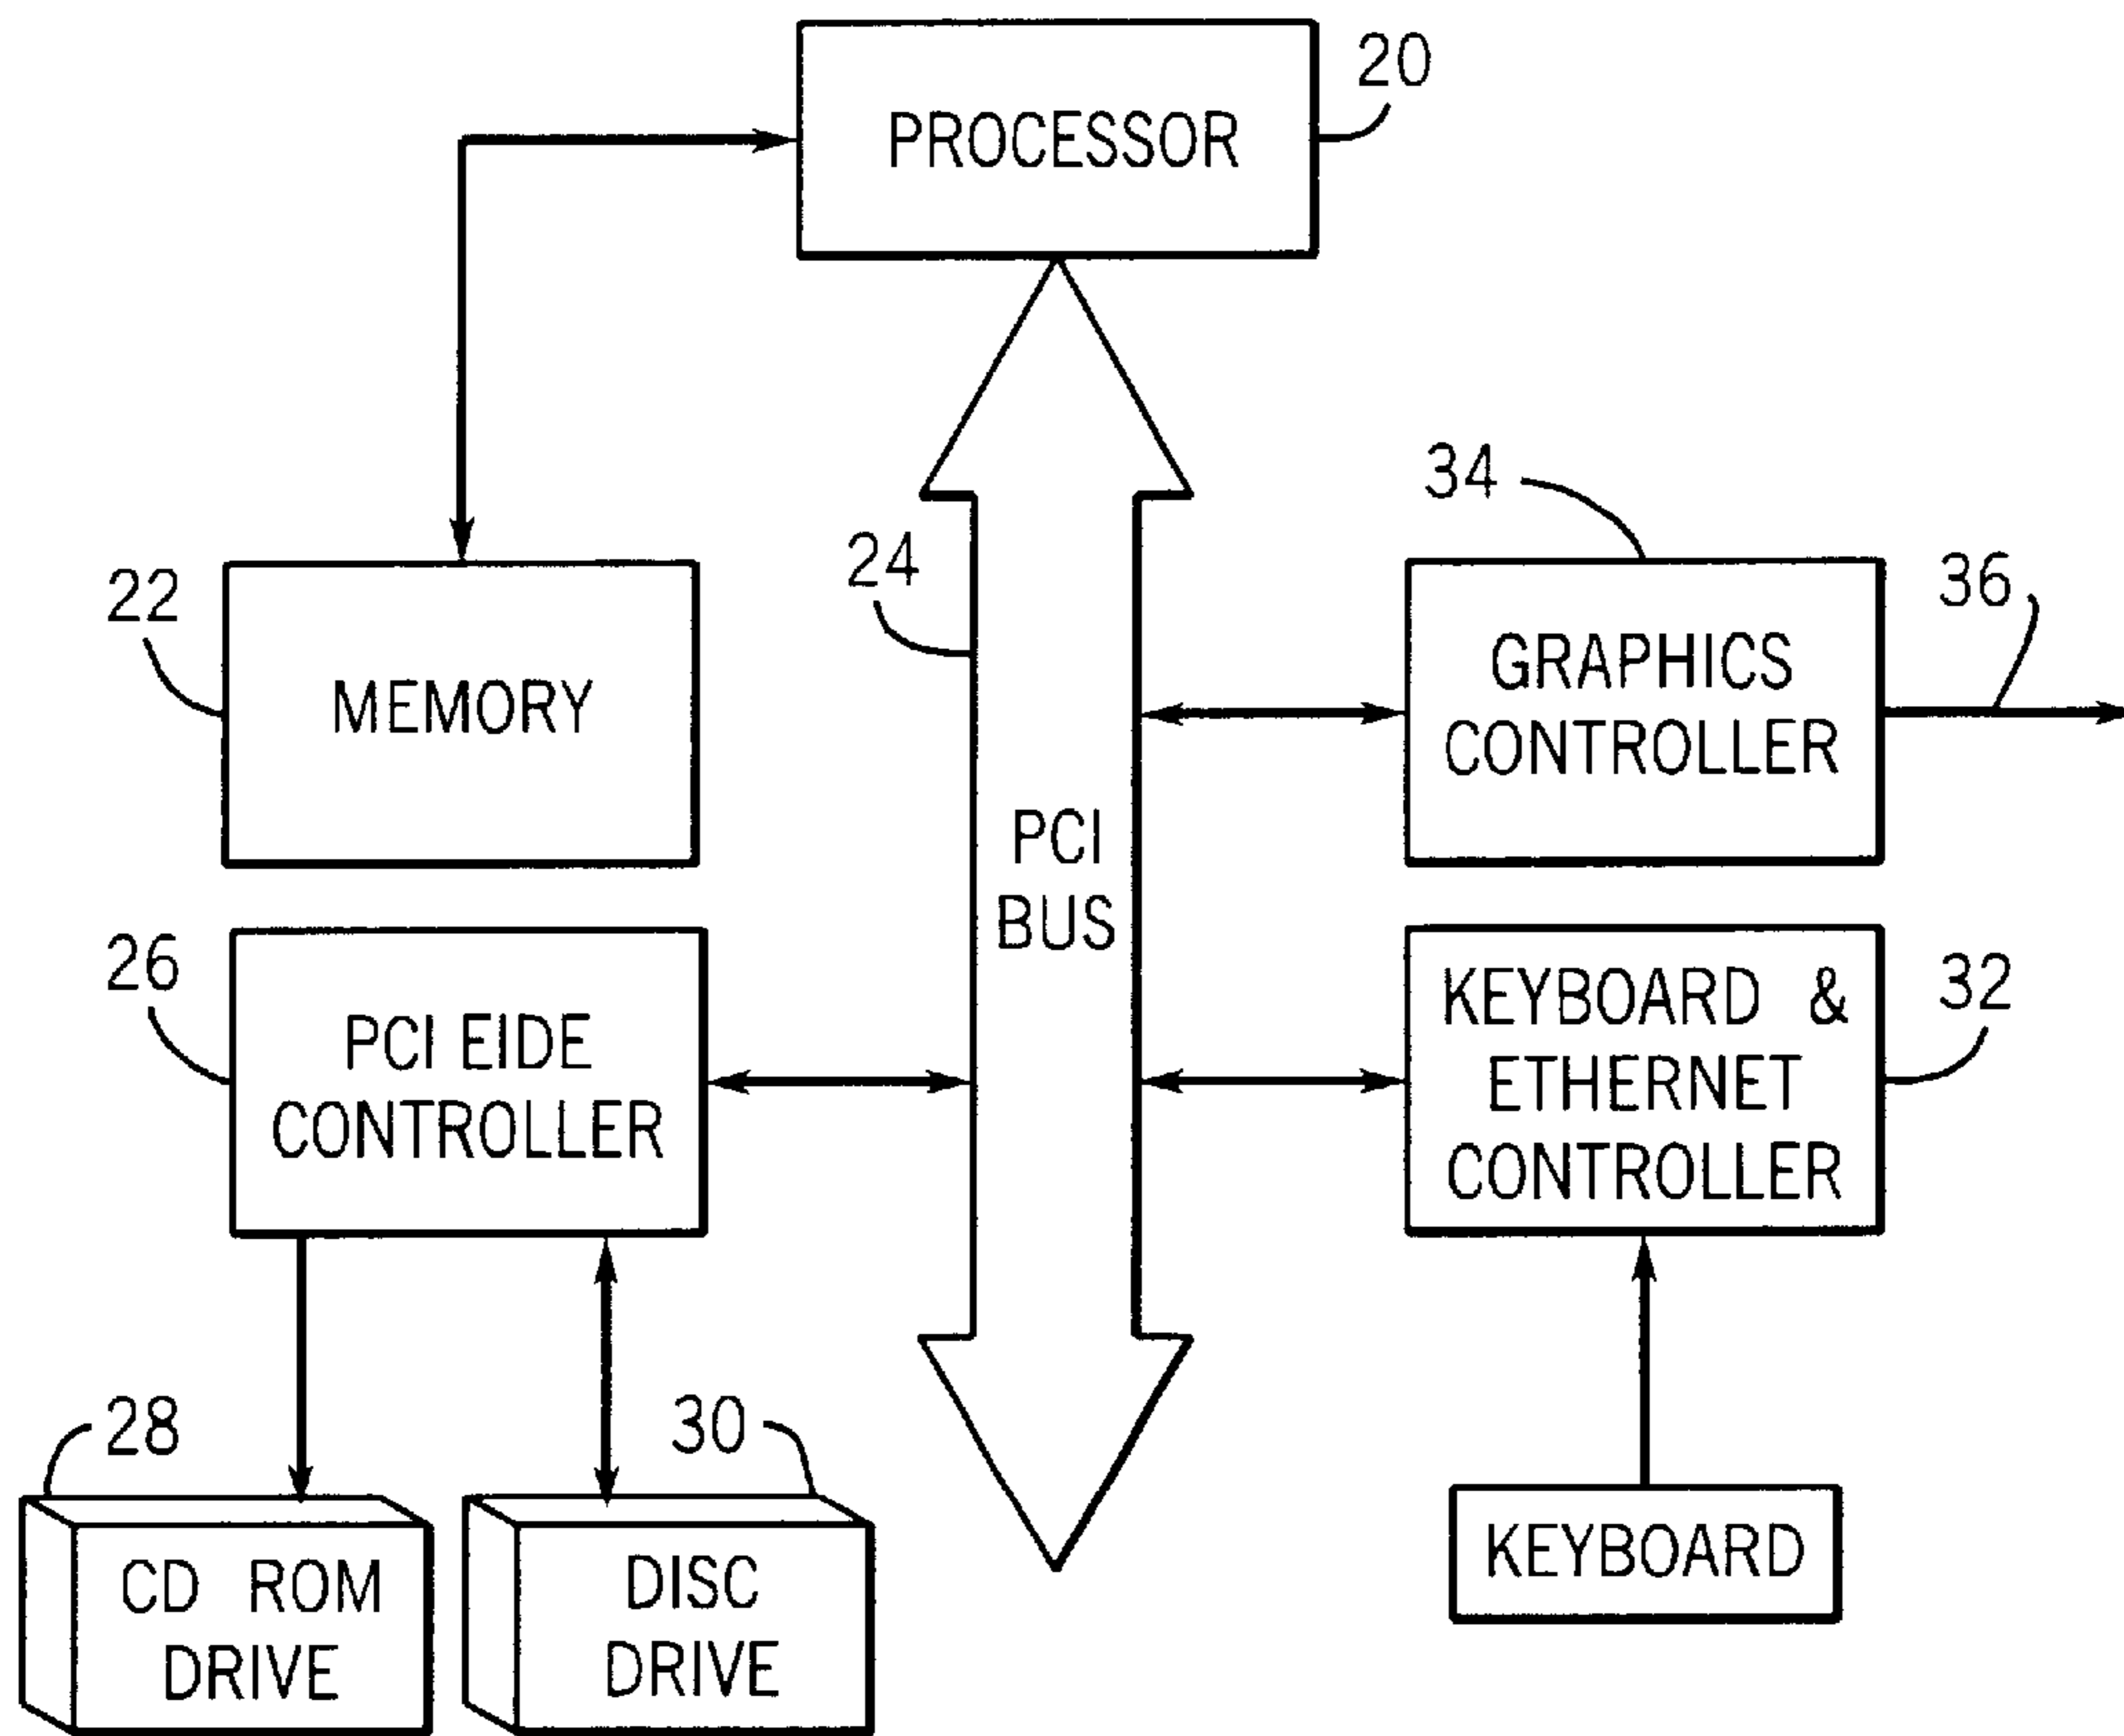 PROCESSOR
20
22
MEMORY
24
34
GRAPHICS
CONTROLLER
36
PCI
BUS
26
PCI EIDE
CONTROLLER
KEYBOARD &
ETHERNET
CONTROLLER
32
28
CD ROM
DRIVE
30
DISC
DRIVE
KEYBOARD